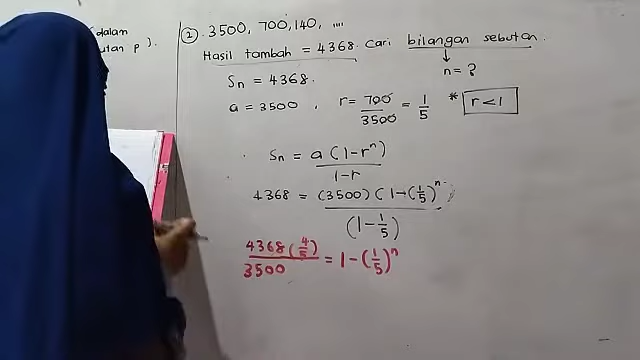 (dalam
utan p ).
② . 3500, 700, 140, ....
Hasil tambah = 4368. Cari bilangan sebutan.
n = ?
Sn = 4368.
a = 3500 , r = 700/3500 = 1/5 * r < 1
Sn = a(1-rⁿ)/1-r
4368 = (3500)(1-(1/5)ⁿ)/(1-1/5)
4368(4/5)/3500 = 1-(1/5)ⁿ